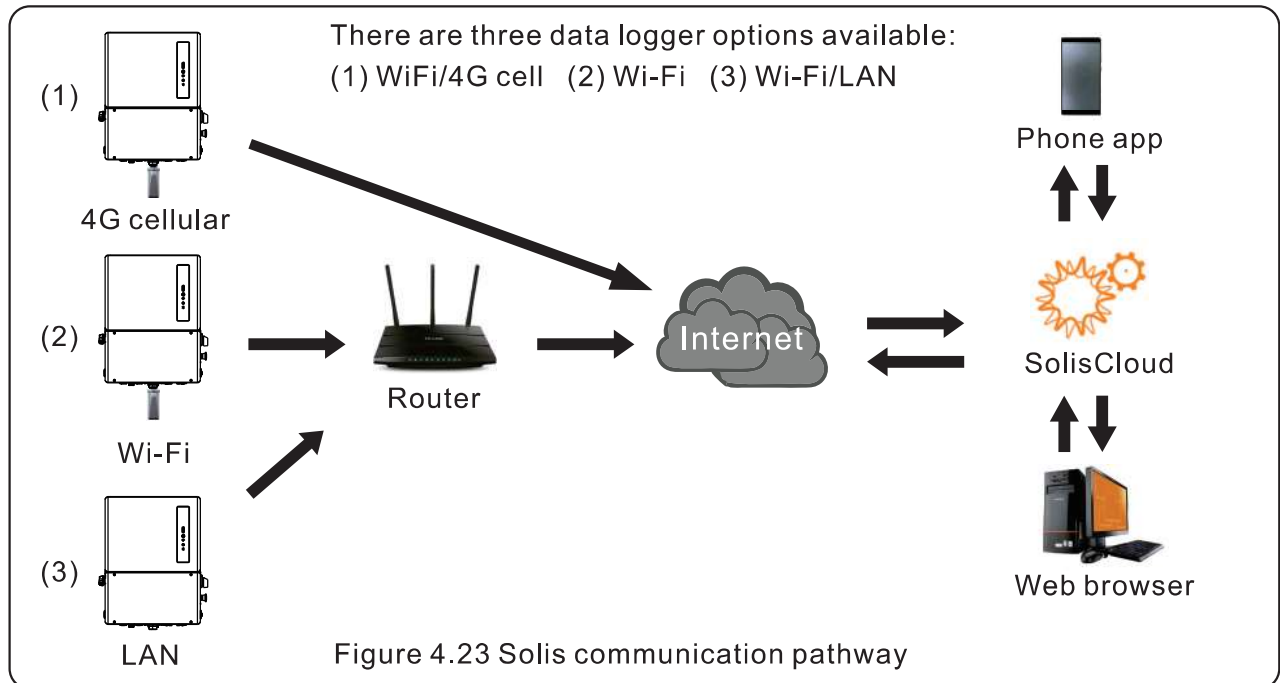 There are three data logger options available:
(1) WiFi/4G cell (2) Wi-Fi (3) Wi-Fi/LAN
(1)
4G cellular
(2)
Wi-Fi
(3)
LAN
Router
Internet
Phone app
SolisCloud
Web browser
Figure 4.23 Solis communication pathway